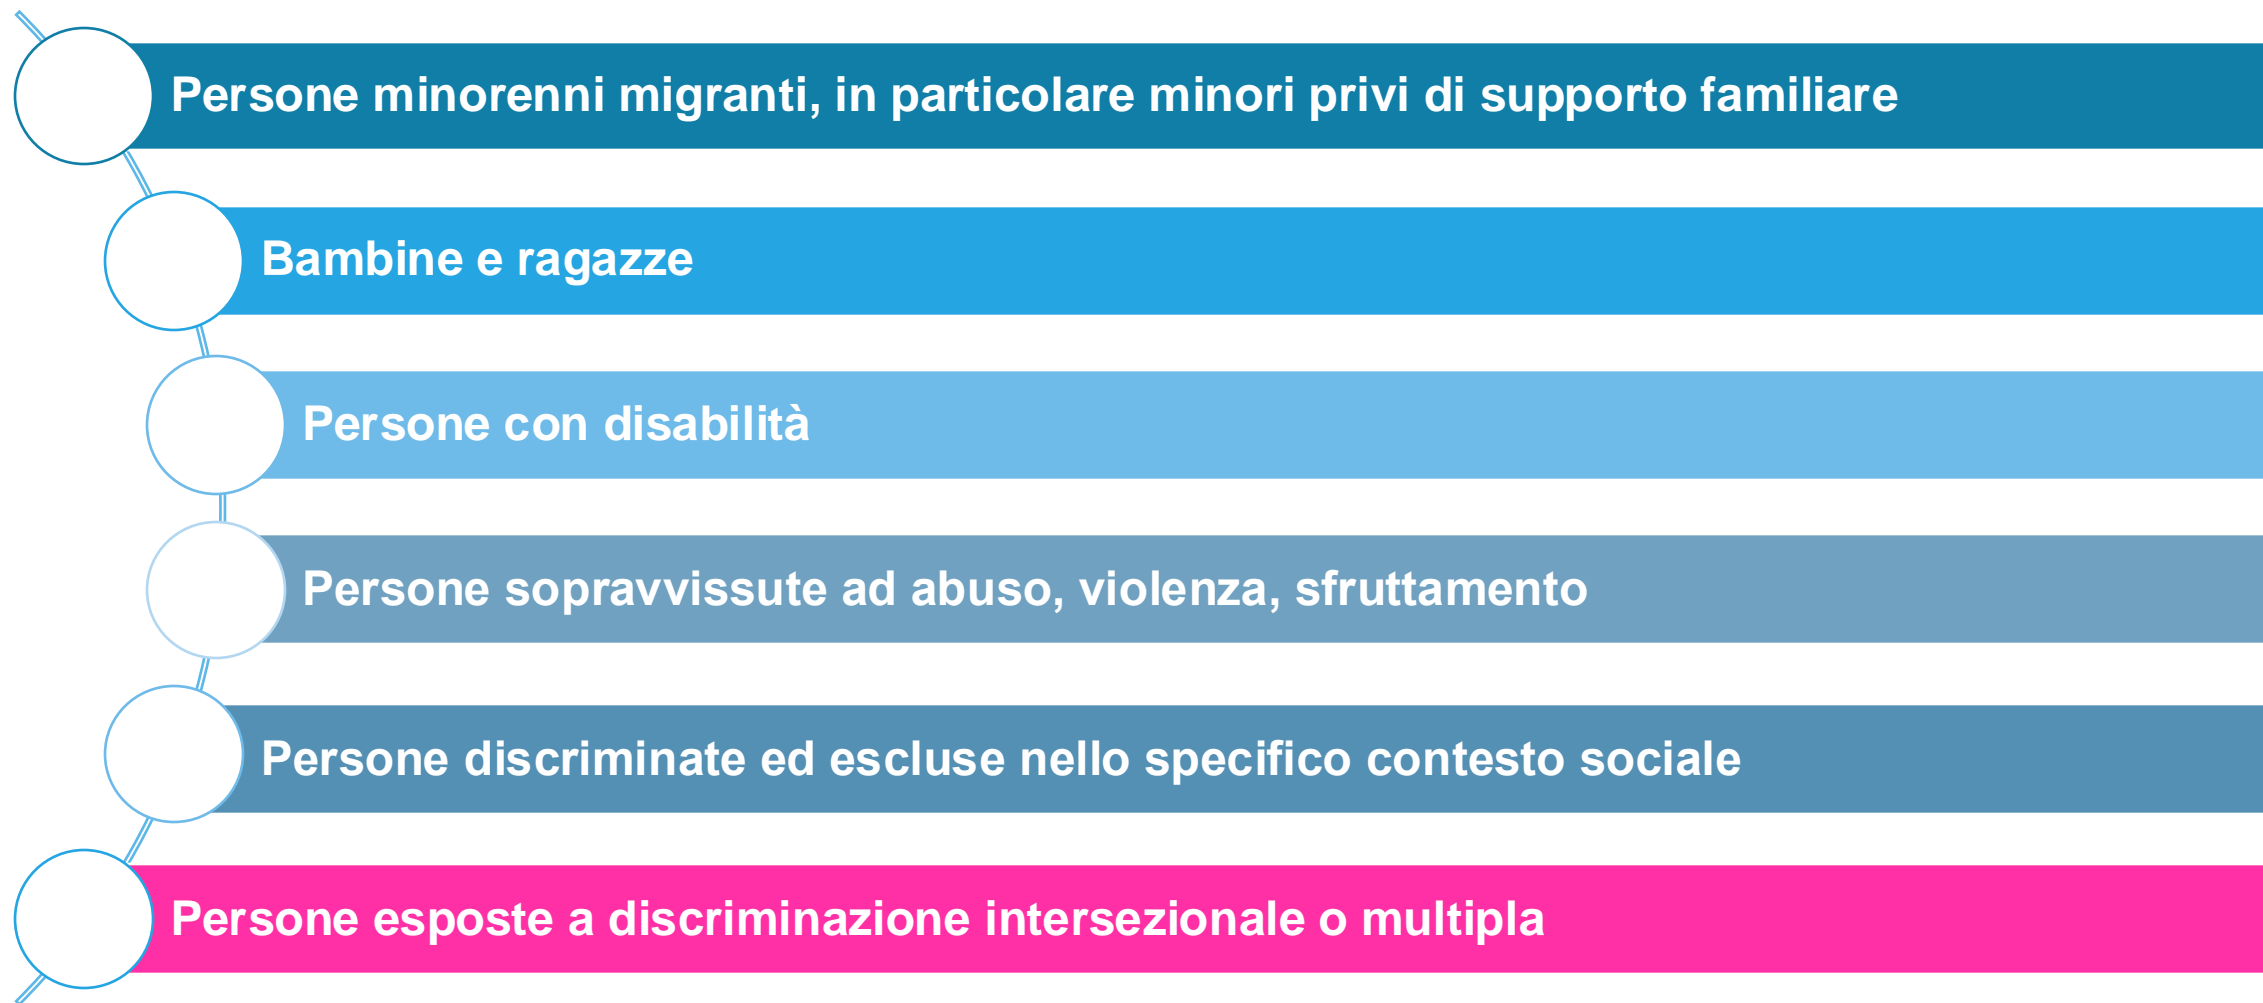 Persone minorenni migranti, in particolare minori privi di supporto familiare
Bambine e ragazze
Persone con disabilità
Persone sopravvissute ad abuso, violenza, sfruttamento
Persone discriminate ed escluse nello specifico contesto sociale
Persone esposte a discriminazione intersezionale o multipla